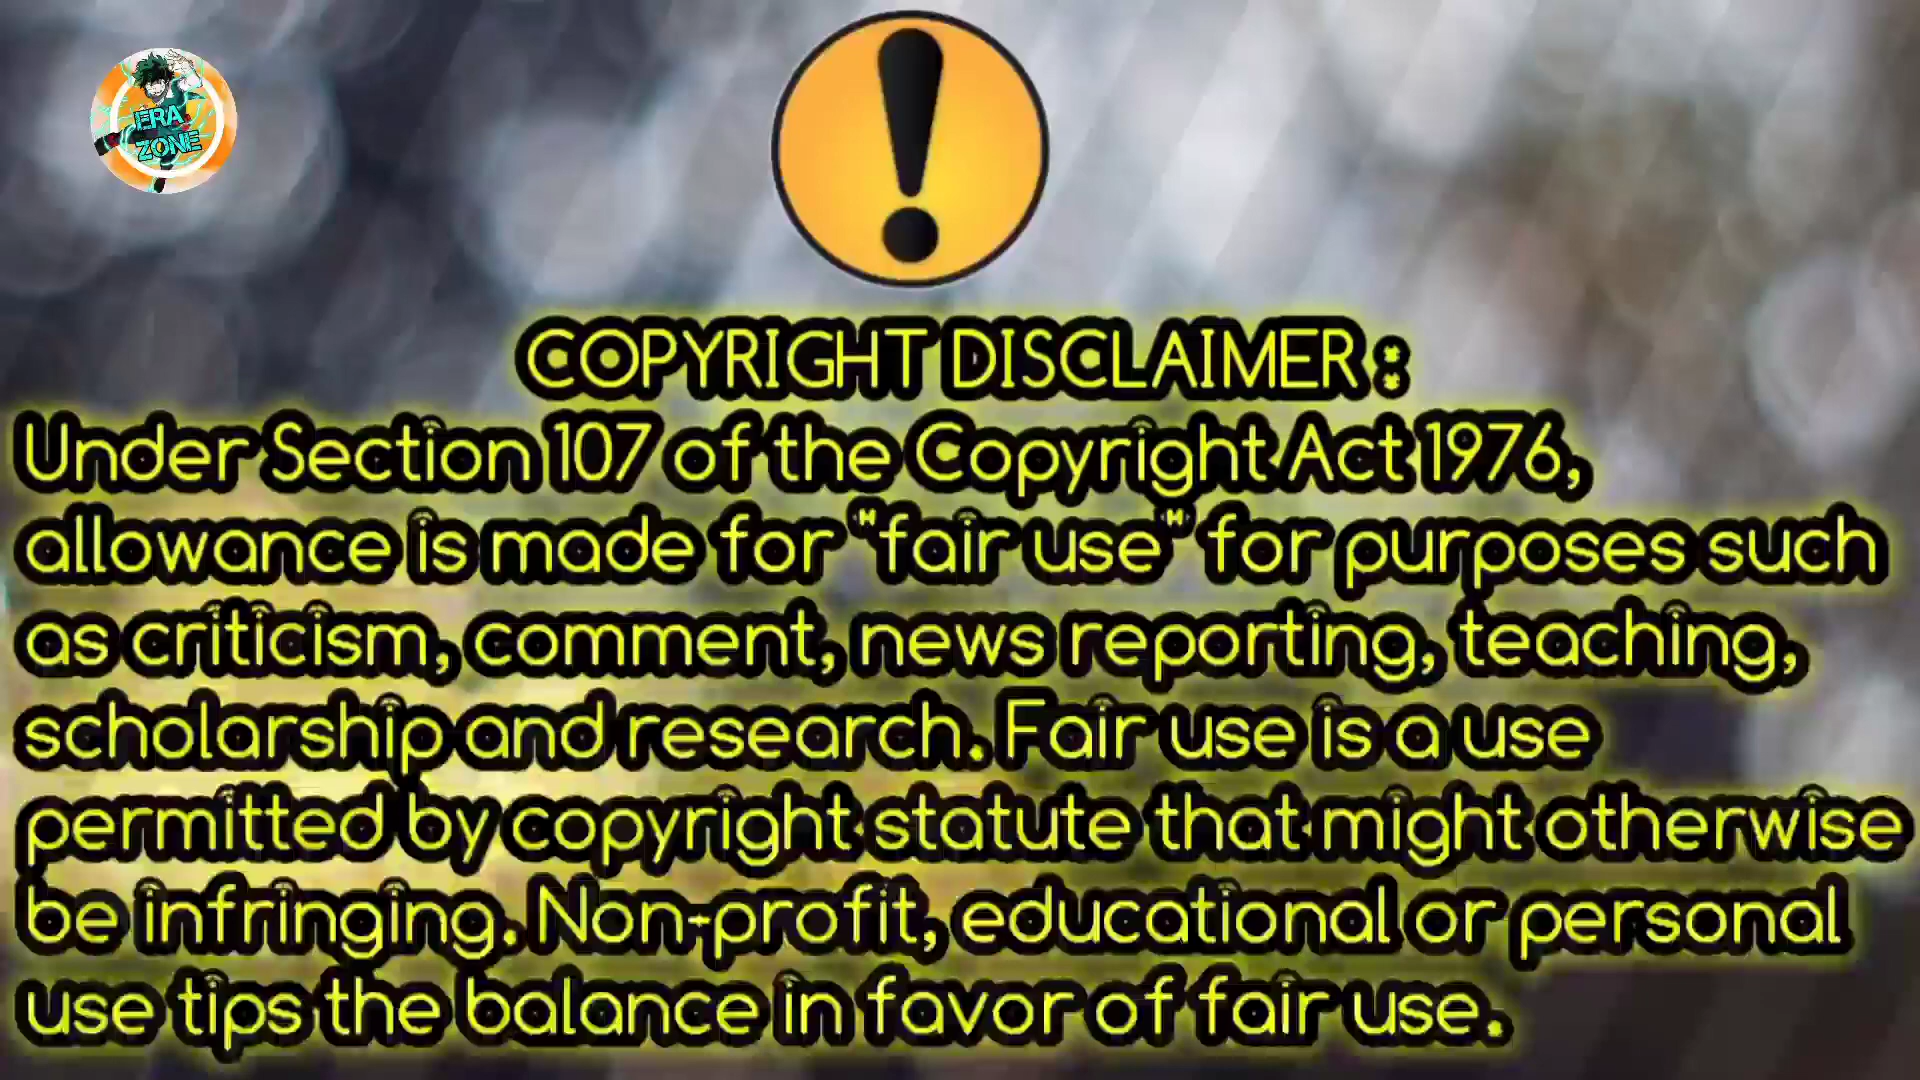 ERA
ZONE
COPYRIGHT DISCLAIMER :
Under Section 107 of the Copyright Act 1976,
allowance is made for "fair use" for purposes such
as criticism, comment, news reporting, teaching,
scholarship and research. Fair use is a use
permitted by copyright statute that might otherwise
be infringing. Non-profit, educational or personal
use tips the balance in favor of fair use.